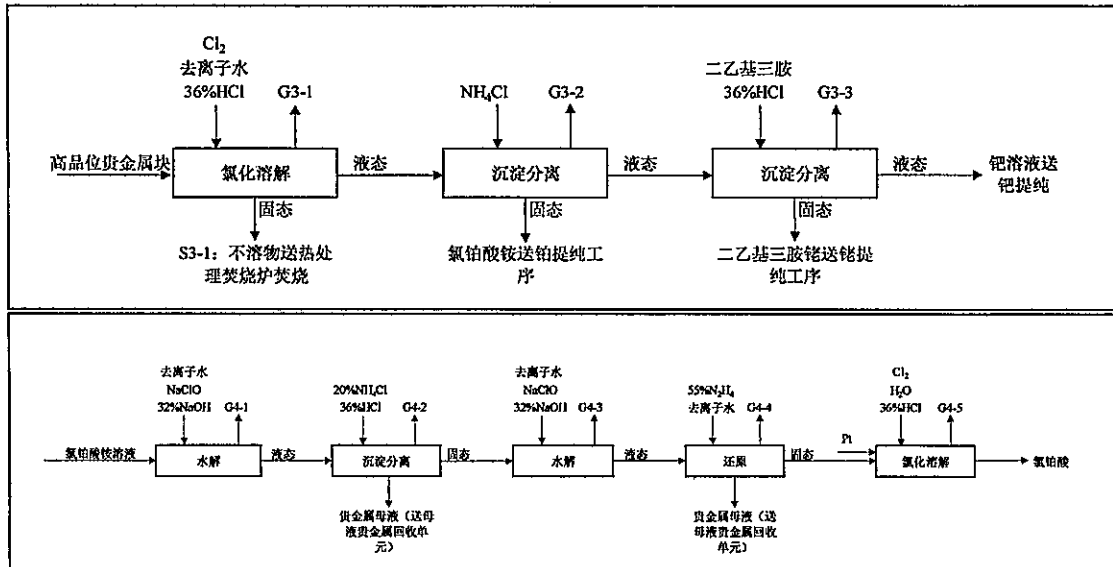 Cl₂
去离子水
36%HCl
G3-1
NH₄Cl
G3-2
二乙基三胺
36%HCl
G3-3
高品位贵金属块
氯化溶解
液态
沉淀分离
液态
沉淀分离
液态
钯溶液送
钯提纯
固态
固态
固态
S3-1：不溶物送热处
理焚烧炉焚烧
氯铂酸铵送铂提纯工
序
二乙基三胺铑送铑提
纯工序
去离子水
NaClO
32%NaOH
G4-1
20%NH₄Cl
36%HCl
G4-2
去离子水
NaClO
32%NaOH
G4-3
55%N₂H₄
去离子水
G4-4
Cl₂
H₂O
36%HCl
G4-5
氯铂酸铵溶液
水解
液态
沉淀分离
固态
水解
液态
还原
固态
Pt
氯化溶解
氯铂酸
贵金属母液（送母
液贵金属回收单
元）
贵金属母液（送
母液贵金属回收
单元）